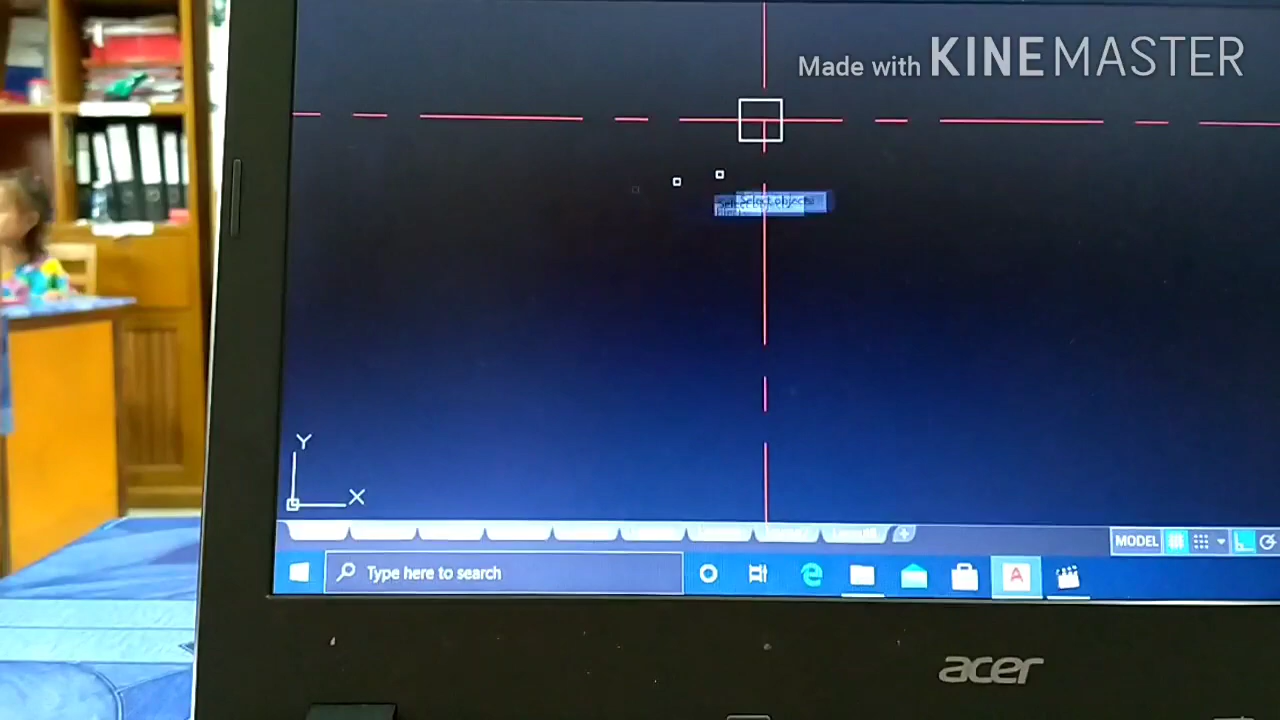 Made with KINEMASTER
Select objects:
Y
X
MODEL
Type here to search
A
acer